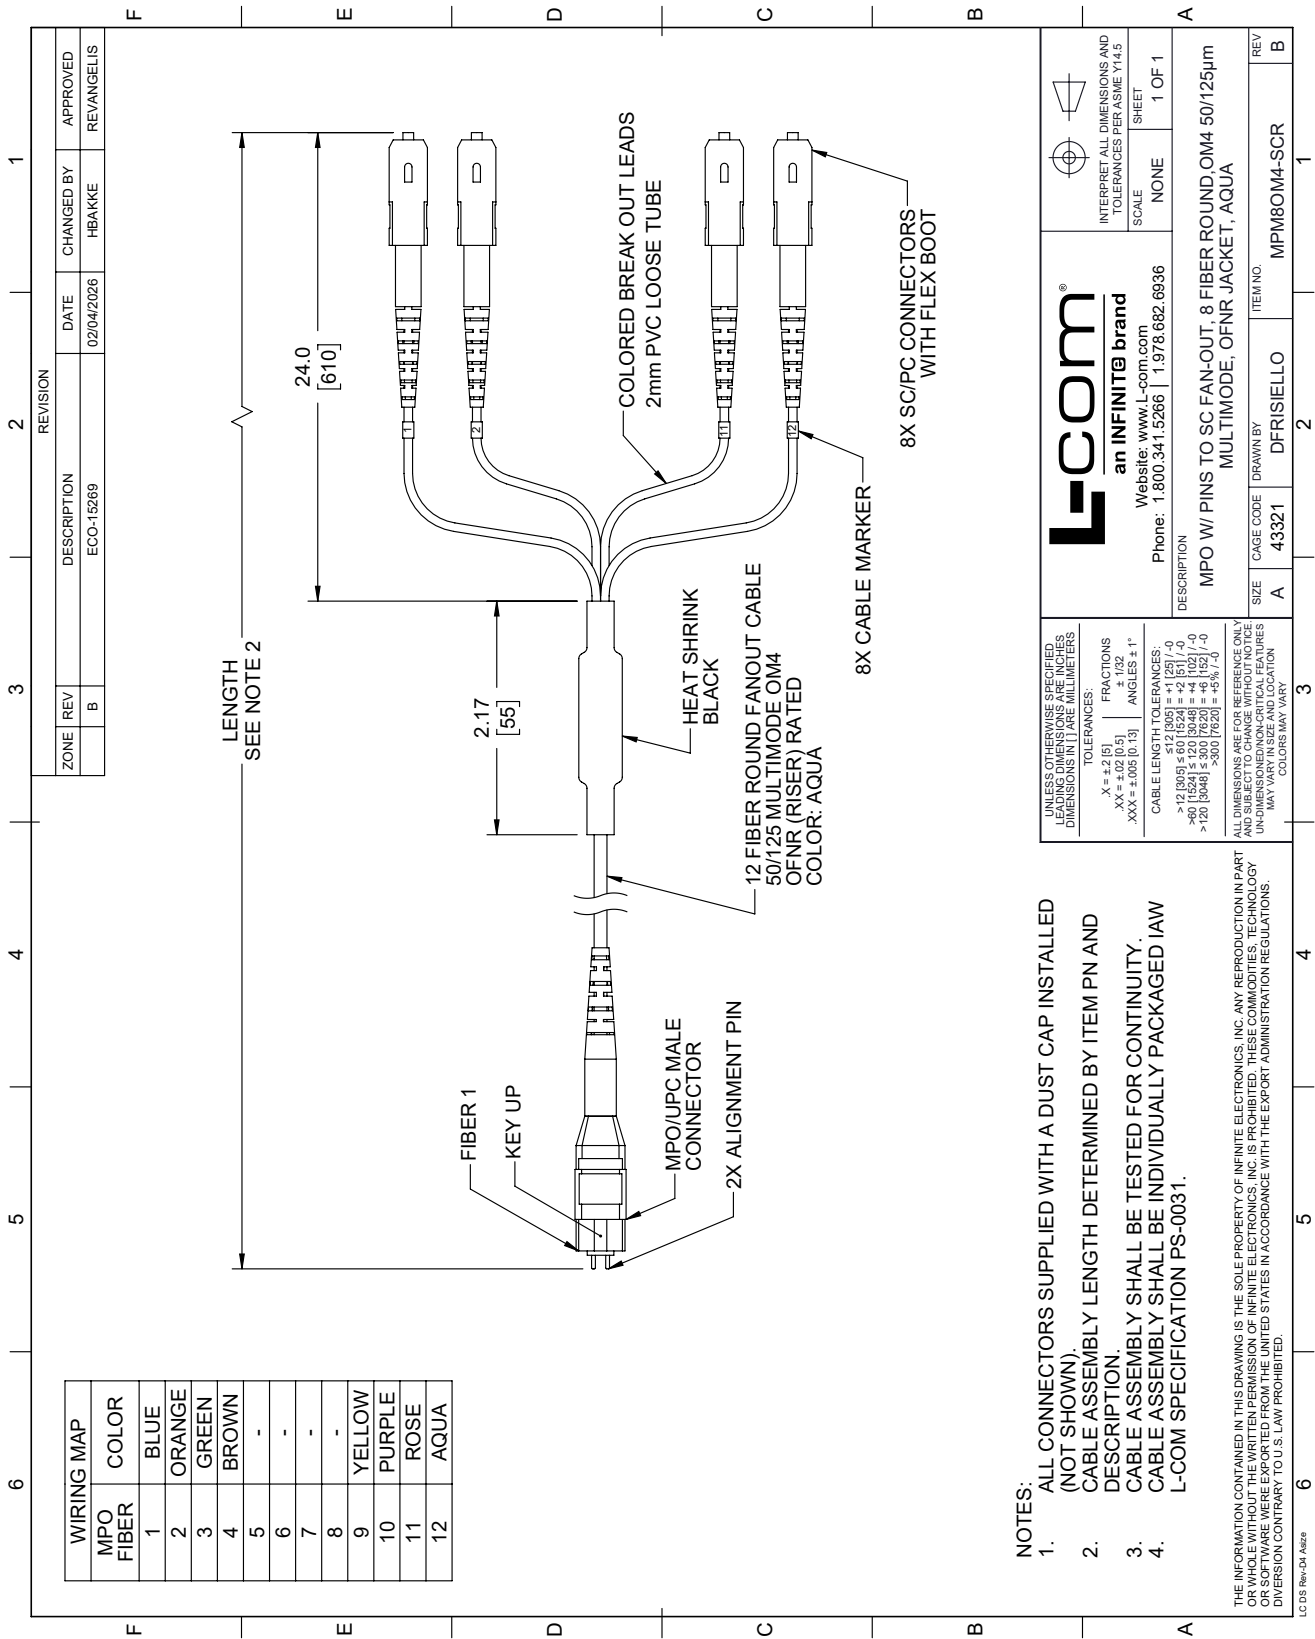 6
5
4
3
2
1
F
E
D
C
B
A
WIRING MAP
MPO FIBER COLOR
1 BLUE
2 ORANGE
3 GREEN
4 BROWN
5 -
6 -
7 -
8 -
9 YELLOW
10 PURPLE
11 ROSE
12 AQUA
REVISION
ZONE REV DESCRIPTION DATE CHANGED BY APPROVED
B ECO-15269 02/04/2026 HBAKKE REVANGELIS
LENGTH
SEE NOTE 2
24.0
[610]
2.17
[55]
FIBER 1
KEY UP
MPO/UPC MALE
CONNECTOR
2X ALIGNMENT PIN
12 FIBER ROUND FANOUT CABLE
50/125 MULTIMODE OM4
OFNR (RISER) RATED
COLOR: AQUA
HEAT SHRINK
BLACK
1
2
11
12
COLORED BREAK OUT LEADS
2mm PVC LOOSE TUBE
8X CABLE MARKER
8X SC/PC CONNECTORS
WITH FLEX BOOT
NOTES:
1. ALL CONNECTORS SUPPLIED WITH A DUST CAP INSTALLED
(NOT SHOWN).
2. CABLE ASSEMBLY LENGTH DETERMINED BY ITEM PN AND
DESCRIPTION.
3. CABLE ASSEMBLY SHALL BE TESTED FOR CONTINUITY.
4. CABLE ASSEMBLY SHALL BE INDIVIDUALLY PACKAGED IAW
L-COM SPECIFICATION PS-0031.
THE INFORMATION CONTAINED IN THIS DRAWING IS THE SOLE PROPERTY OF INFINITE ELECTRONICS, INC. ANY REPRODUCTION IN PART
OR WHOLE WITHOUT THE WRITTEN PERMISSION OF INFINITE ELECTRONICS, INC. IS PROHIBITED. THESE COMMODITIES, TECHNOLOGY
OR SOFTWARE WERE EXPORTED FROM THE UNITED STATES IN ACCORDANCE WITH THE EXPORT ADMINISTRATION REGULATIONS.
DIVERSION CONTRARY TO U.S. LAW PROHIBITED.
UNLESS OTHERWISE SPECIFIED
LEADING DIMENSIONS ARE INCHES
DIMENSIONS IN [ ] ARE MILLIMETERS
TOLERANCES:
.X = ±.2 [5] FRACTIONS
.XX = ±.02 [0.5] ± 1/32
.XXX = ±.005 [0.13] ANGLES ± 1°
CABLE LENGTH TOLERANCES:
≤12 [305] = +1 [25] / -0
>12 [305] ≤ 60 [1524] = +2 [51] / -0
>60 [1524] ≤ 120 [3048] = +4 [102] / -0
>120 [3048] ≤ 300 [7620] = +6 [152] / -0
>300 [7620] = +5% / -0
ALL DIMENSIONS ARE FOR REFERENCE ONLY
AND SUBJECT TO CHANGE WITHOUT NOTICE.
UN-DIMENSIONED/NON-CRITICAL FEATURES
MAY VARY IN SIZE AND LOCATION
COLORS MAY VARY
L-com®
an INFINITE brand
Website: www.L-com.com
Phone: 1.800.341.5266 | 1.978.682.6936
INTERPRET ALL DIMENSIONS AND
TOLERANCES PER ASME Y14.5
SCALE NONE
SHEET 1 OF 1
DESCRIPTION
MPO W/ PINS TO SC FAN-OUT, 8 FIBER ROUND,OM4 50/125µm
MULTIMODE, OFNR JACKET, AQUA
SIZE A
CAGE CODE 43321
DRAWN BY DFRISIELLO
ITEM NO. MPM8OM4-SCR
REV B
6
5
4
3
2
1
F
E
D
C
B
A
LC DS Rev-D4 Asize